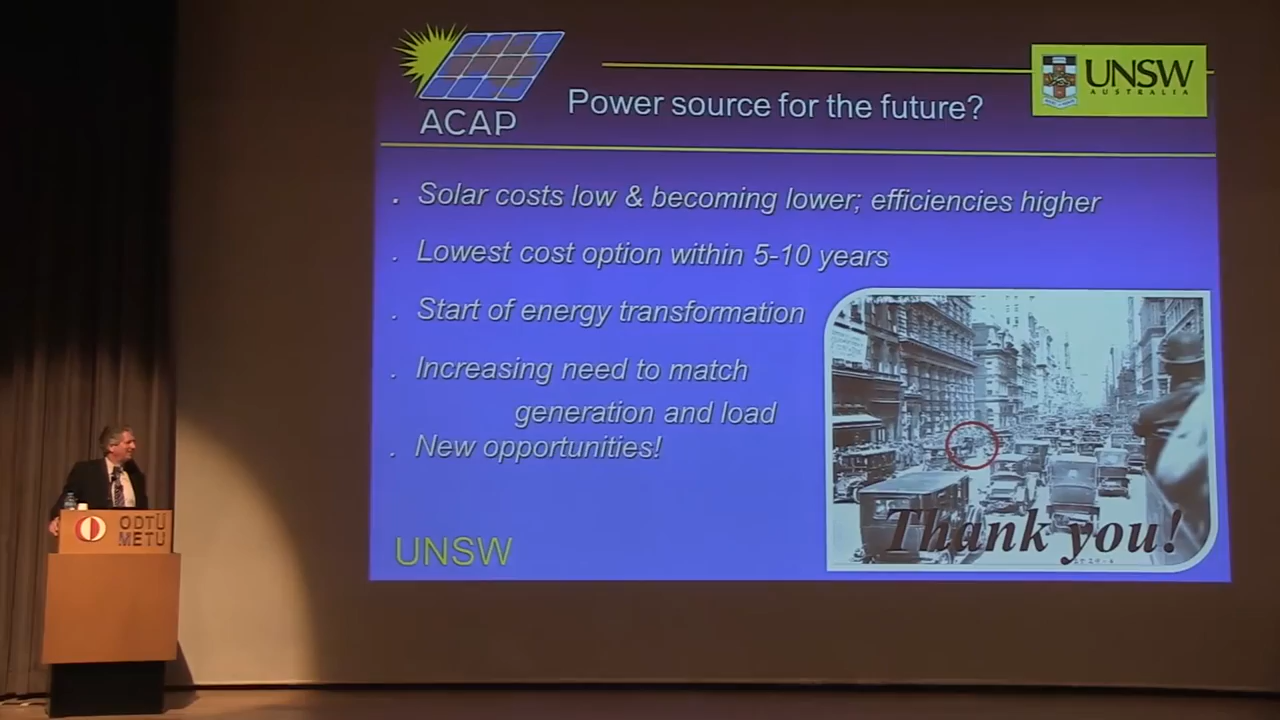 ACAP
Power source for the future?
UNSW
AUSTRALIA
. Solar costs low & becoming lower; efficiencies higher
. Lowest cost option within 5-10 years
. Start of energy transformation
. Increasing need to match
generation and load
. New opportunities!
Thank you!
UNSW
ODTÜ
METU